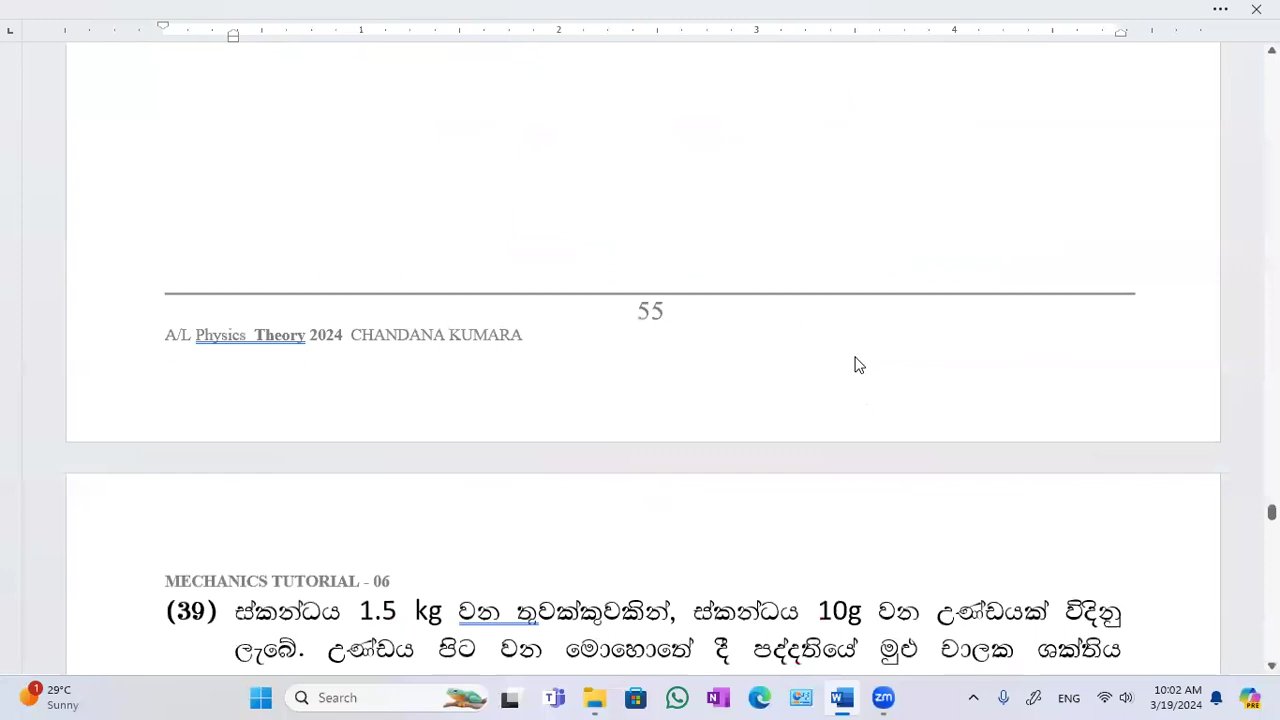 1
2
3
4
55
A/L Physics Theory 2024 CHANDANA KUMARA
MECHANICS TUTORIAL - 06
(39) ස්කන්ධය 1.5 kg වන තුවක්කුවකින්, ස්කන්ධය 10g වන උණ්ඩයක් විදිනු
ලැබේ. උණ්ඩය පිට වන මොහොතේ දී පද්දතියේ මුළු චාලක ශක්තිය
1
29°C
Sunny
Search
ENG
10:02 AM
3/19/2024